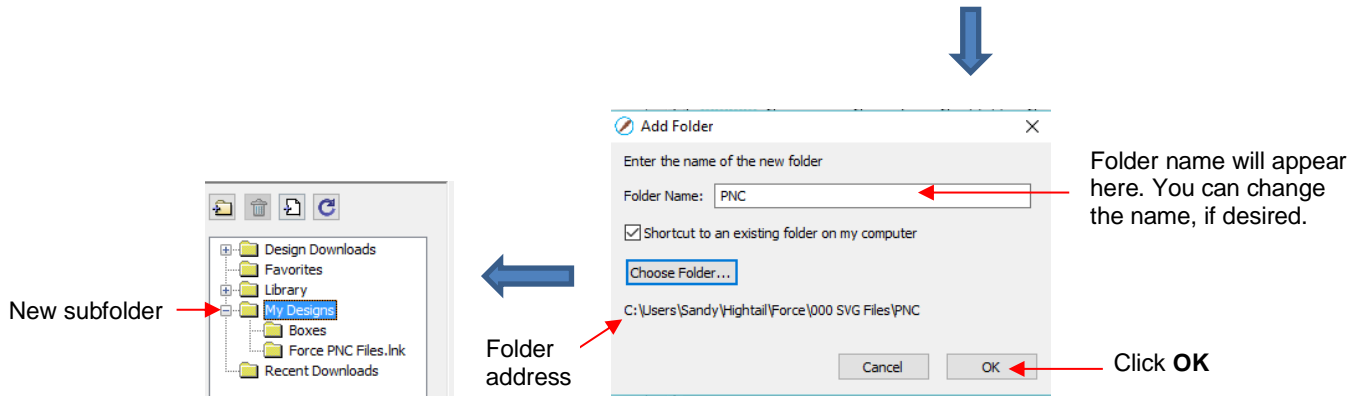 Add Folder
Enter the name of the new folder
Folder Name: PNC
Shortcut to an existing folder on my computer
Choose Folder...
C:\Users\Sandy\Hightail\Force\000 SVG Files\PNC
Cancel OK
Folder name will appear
here. You can change
the name, if desired.
Click OK
Folder
address
Design Downloads
Favorites
Library
My Designs
Boxes
Force PNC Files.lnk
Recent Downloads
New subfolder